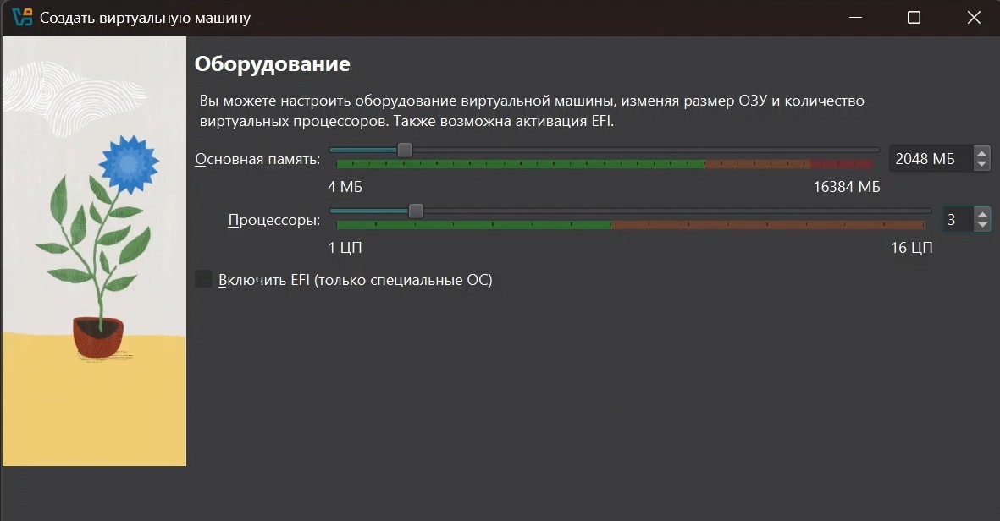 Создать виртуальную машину
Оборудование
Вы можете настроить оборудование виртуальной машины, изменяя размер ОЗУ и количество
виртуальных процессоров. Также возможна активация EFI.
Основная память: 2048 МБ
4 МБ 16384 МБ
Процессоры: 3
1 ЦП 16 ЦП
Включить EFI (только специальные ОС)